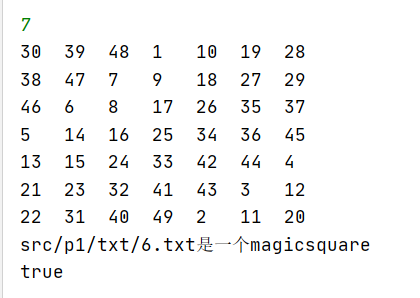 7
30 39 48 1 10 19 28
38 47 7 9 18 27 29
46 6 8 17 26 35 37
5 14 16 25 34 36 45
13 15 24 33 42 44 4
21 23 32 41 43 3 12
22 31 40 49 2 11 20
src/p1/txt/6.txt是一个magicsquare
true